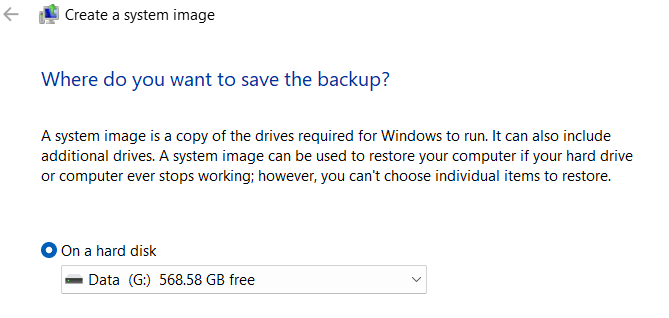 Create a system image
Where do you want to save the backup?
A system image is a copy of the drives required for Windows to run. It can also include
additional drives. A system image can be used to restore your computer if your hard drive
or computer ever stops working; however, you can't choose individual items to restore.
On a hard disk
Data (G:) 568.58 GB free